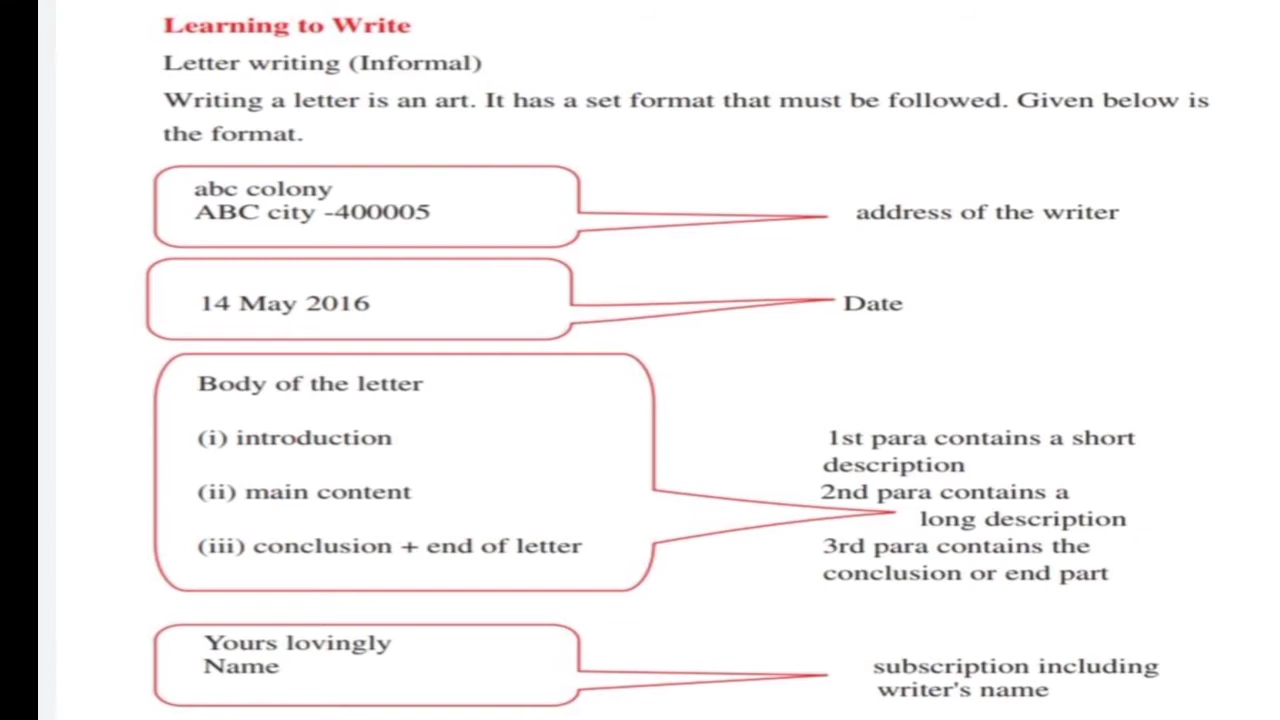 Learning to Write
Letter writing (Informal)
Writing a letter is an art. It has a set format that must be followed. Given below is
the format.
abc colony
ABC city -400005
address of the writer
14 May 2016
Date
Body of the letter
(i) introduction
(ii) main content
(iii) conclusion + end of letter
1st para contains a short
description
2nd para contains a
long description
3rd para contains the
conclusion or end part
Yours lovingly
Name
subscription including
writer's name